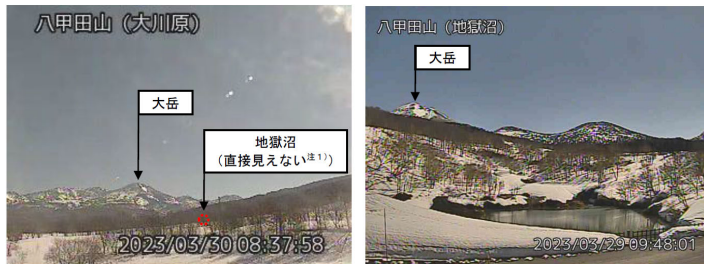 八甲田山（大川原）
大岳
地獄沼
（直接見えない注1））
2023/03/30 08:37:58
八甲田山（地獄沼）
大岳
2023/03/29 09:48:01